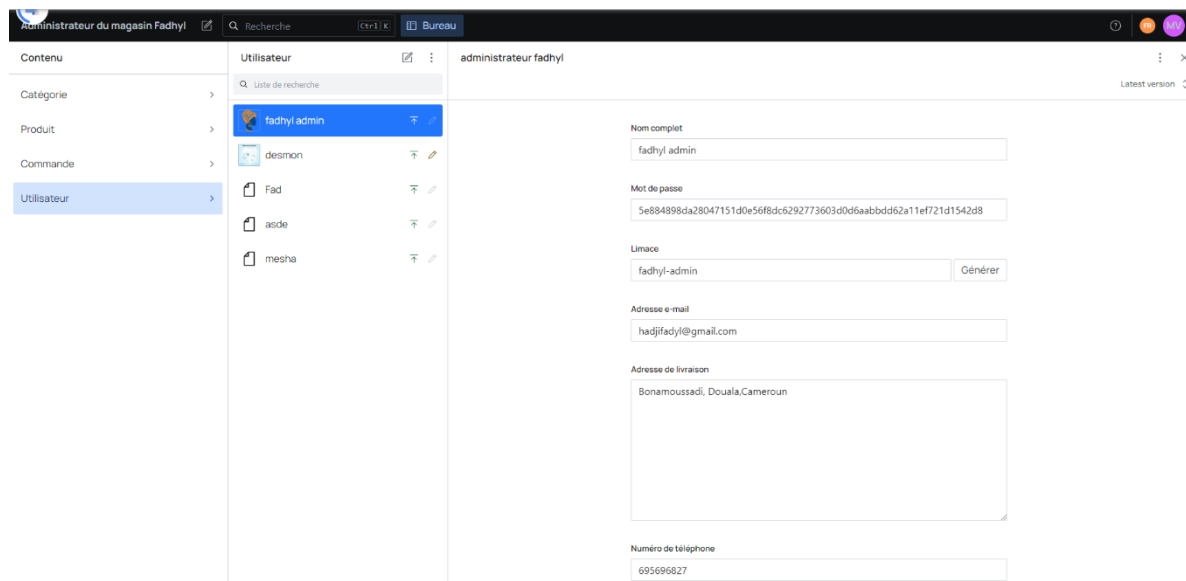 Administrateur du magasin Fadhyl
Recherche
Ctrl K
Bureau
FR
MV
Contenu
Catégorie
Produit
Commande
Utilisateur
Utilisateur
Liste de recherche
fadhyl admin
desmon
Fad
asde
mesha
administrateur fadhyl
Latest version
Nom complet
fadhyl admin
Mot de passe
5e884898da28047151d0e56f8dc6292773603d0d6aabbdd62a11ef721d1542d8
Limace
fadhyl-admin
Générer
Adresse e-mail
hadjifadyl@gmail.com
Adresse de livraison
Bonamoussadi, Douala,Cameroun
Numéro de téléphone
695696827